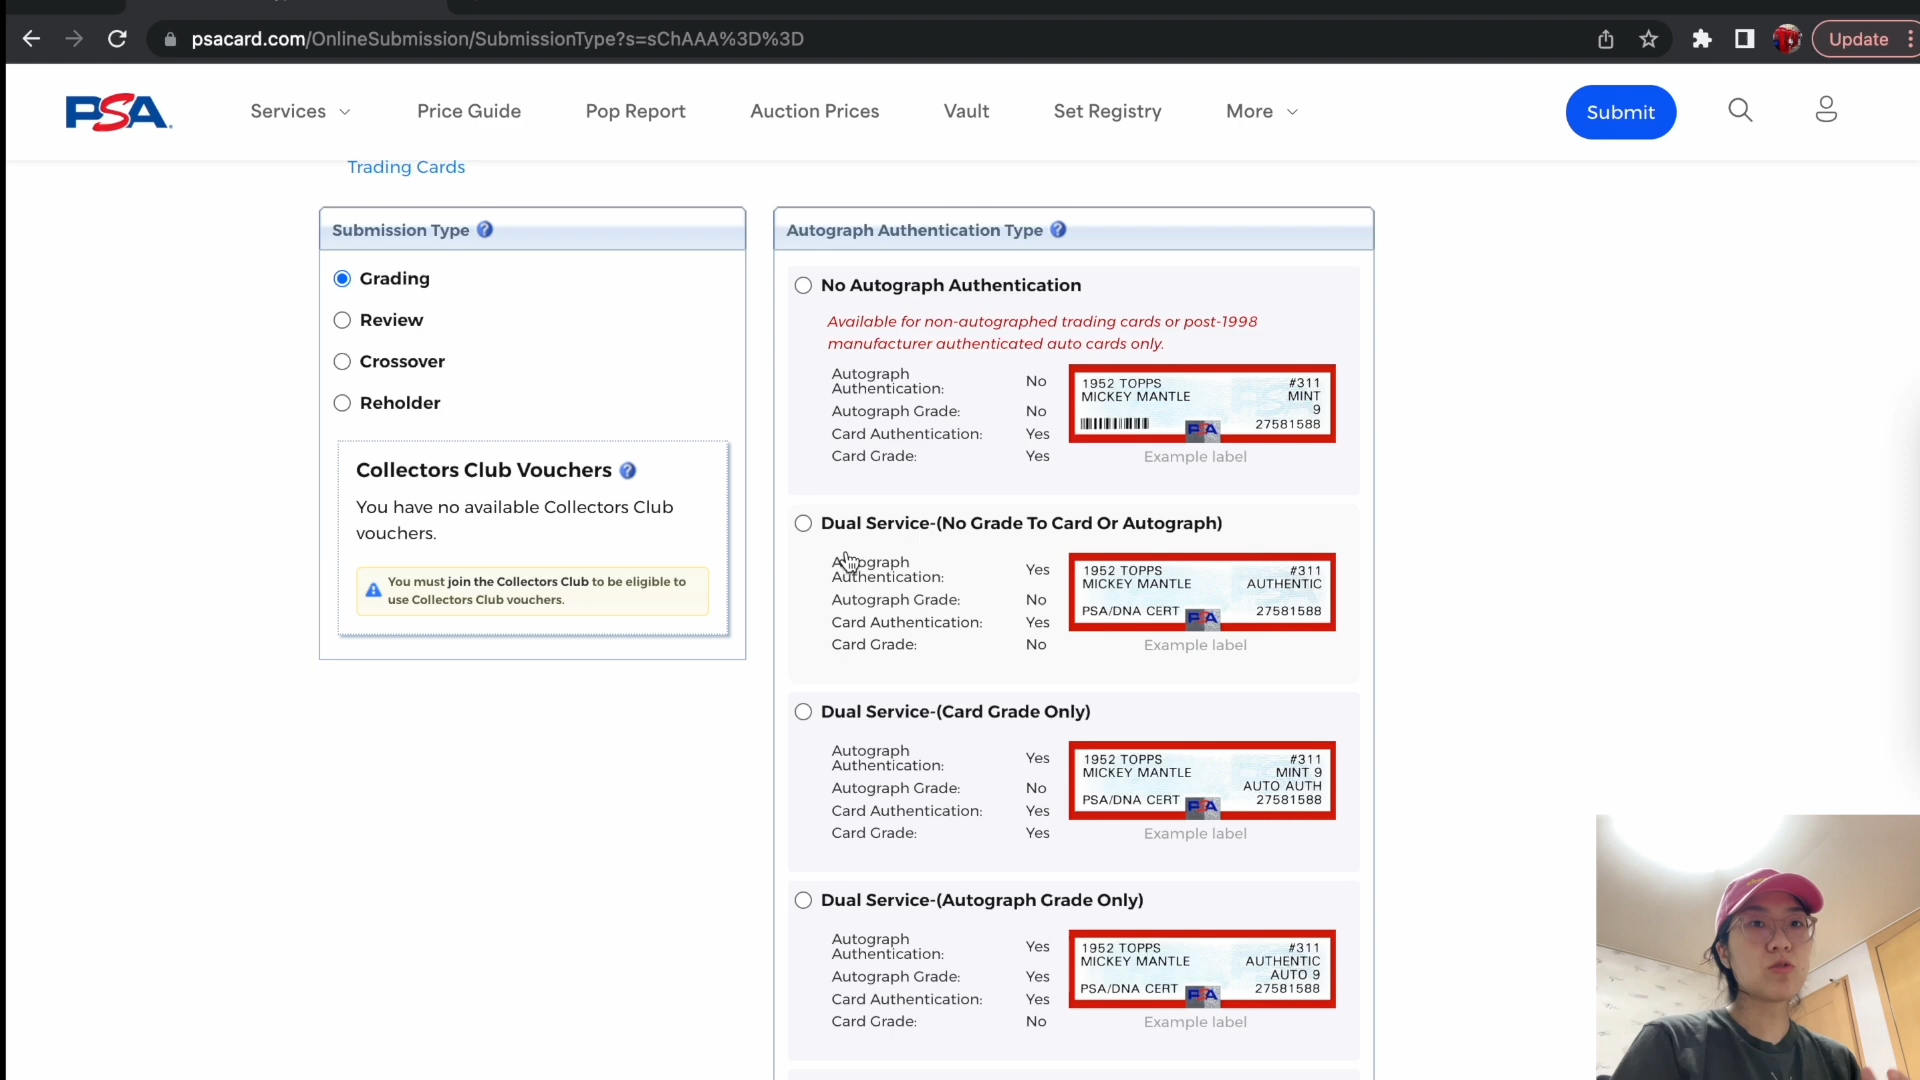 psacard.com/OnlineSubmission/SubmissionType?s=sChAAA%3D%3D
Update
PSA
Services
Price Guide
Pop Report
Auction Prices
Vault
Set Registry
More
Submit
Trading Cards
Submission Type ?
Grading
Review
Crossover
Reholder
Collectors Club Vouchers ?
You have no available Collectors Club
vouchers.
You must join the Collectors Club to be eligible to
use Collectors Club vouchers.
Autograph Authentication Type ?
No Autograph Authentication
Available for non-autographed trading cards or post-1998
manufacturer authenticated auto cards only.
Autograph
Authentication: No
Autograph Grade: No
Card Authentication: Yes
Card Grade: Yes
1952 TOPPS #311
MICKEY MANTLE MINT
9
PSA 27581588
Example label
Dual Service-(No Grade To Card Or Autograph)
Autograph
Authentication: Yes
Autograph Grade: No
Card Authentication: Yes
Card Grade: No
1952 TOPPS #311
MICKEY MANTLE AUTHENTIC
PSA/DNA CERT PSA 27581588
Example label
Dual Service-(Card Grade Only)
Autograph
Authentication: Yes
Autograph Grade: No
Card Authentication: Yes
Card Grade: Yes
1952 TOPPS #311
MICKEY MANTLE MINT 9
AUTO AUTH
PSA/DNA CERT PSA 27581588
Example label
Dual Service-(Autograph Grade Only)
Autograph
Authentication: Yes
Autograph Grade: Yes
Card Authentication: Yes
Card Grade: No
1952 TOPPS #311
MICKEY MANTLE AUTHENTIC
AUTO 9
PSA/DNA CERT PSA 27581588
Example label